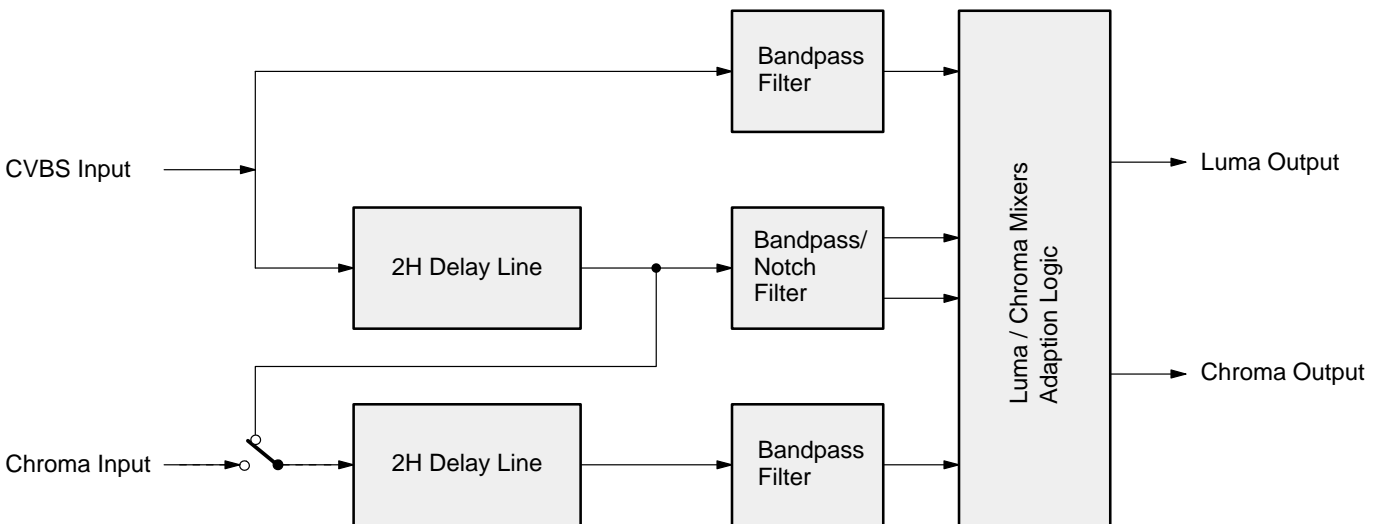 Bandpass
Filter
CVBS Input
Luma Output
2H Delay Line
Bandpass/
Notch
Filter
Luma / Chroma Mixers
Adaption Logic
Chroma Output
Chroma Input
2H Delay Line
Bandpass
Filter